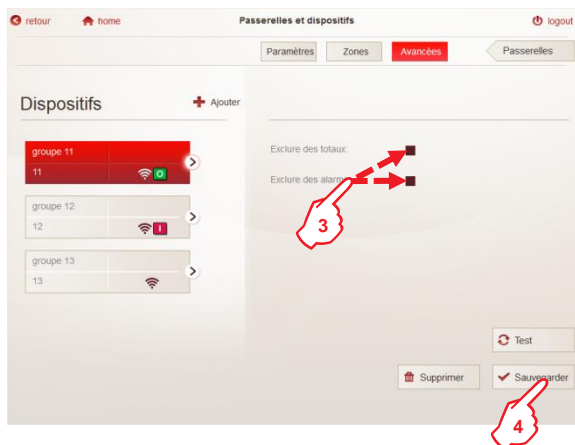 retour home Passerelles et dispositifs logout
Paramètres Zones Avancées Passerelles
Dispositifs Ajouter
groupe 11
11 O
groupe 12
12 I
groupe 13
13
Exclure des totaux:
Exclure des alarm
3
Test
Supprimer Sauvegarder
4